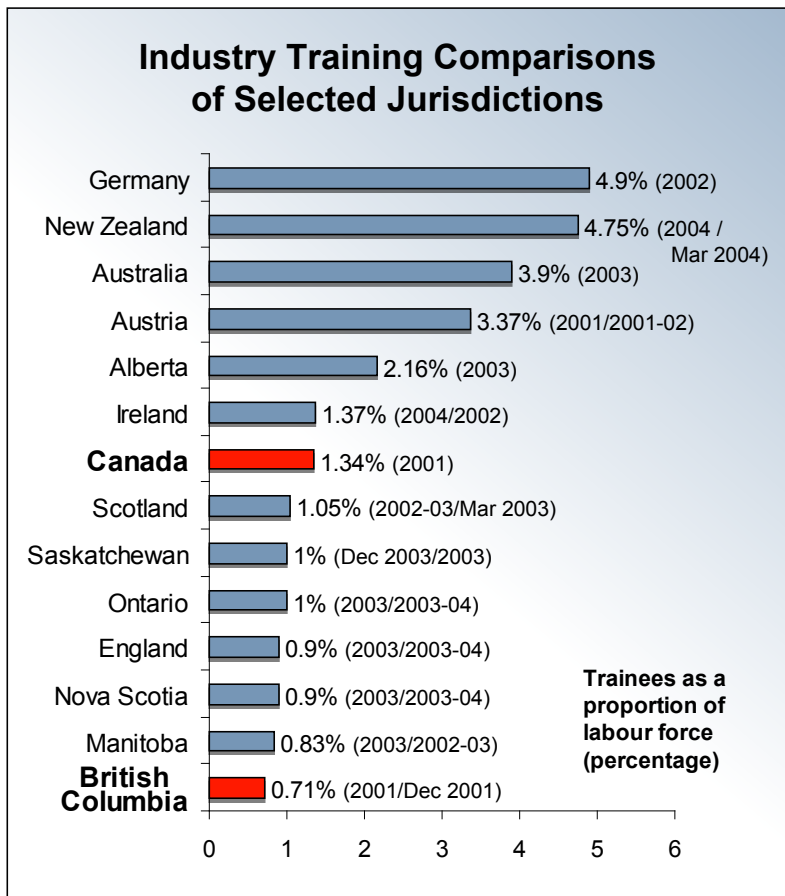 Industry Training Comparisons
of Selected Jurisdictions
Germany 4.9% (2002)
New Zealand 4.75% (2004 /
Mar 2004)
Australia 3.9% (2003)
Austria 3.37% (2001/2001-02)
Alberta 2.16% (2003)
Ireland 1.37% (2004/2002)
Canada 1.34% (2001)
Scotland 1.05% (2002-03/Mar 2003)
Saskatchewan 1% (Dec 2003/2003)
Ontario 1% (2003/2003-04)
England 0.9% (2003/2003-04)
Nova Scotia 0.9% (2003/2003-04)
Manitoba 0.83% (2003/2002-03)
British
Columbia 0.71% (2001/Dec 2001)
Trainees as a
proportion of
labour force
(percentage)
0 1 2 3 4 5 6